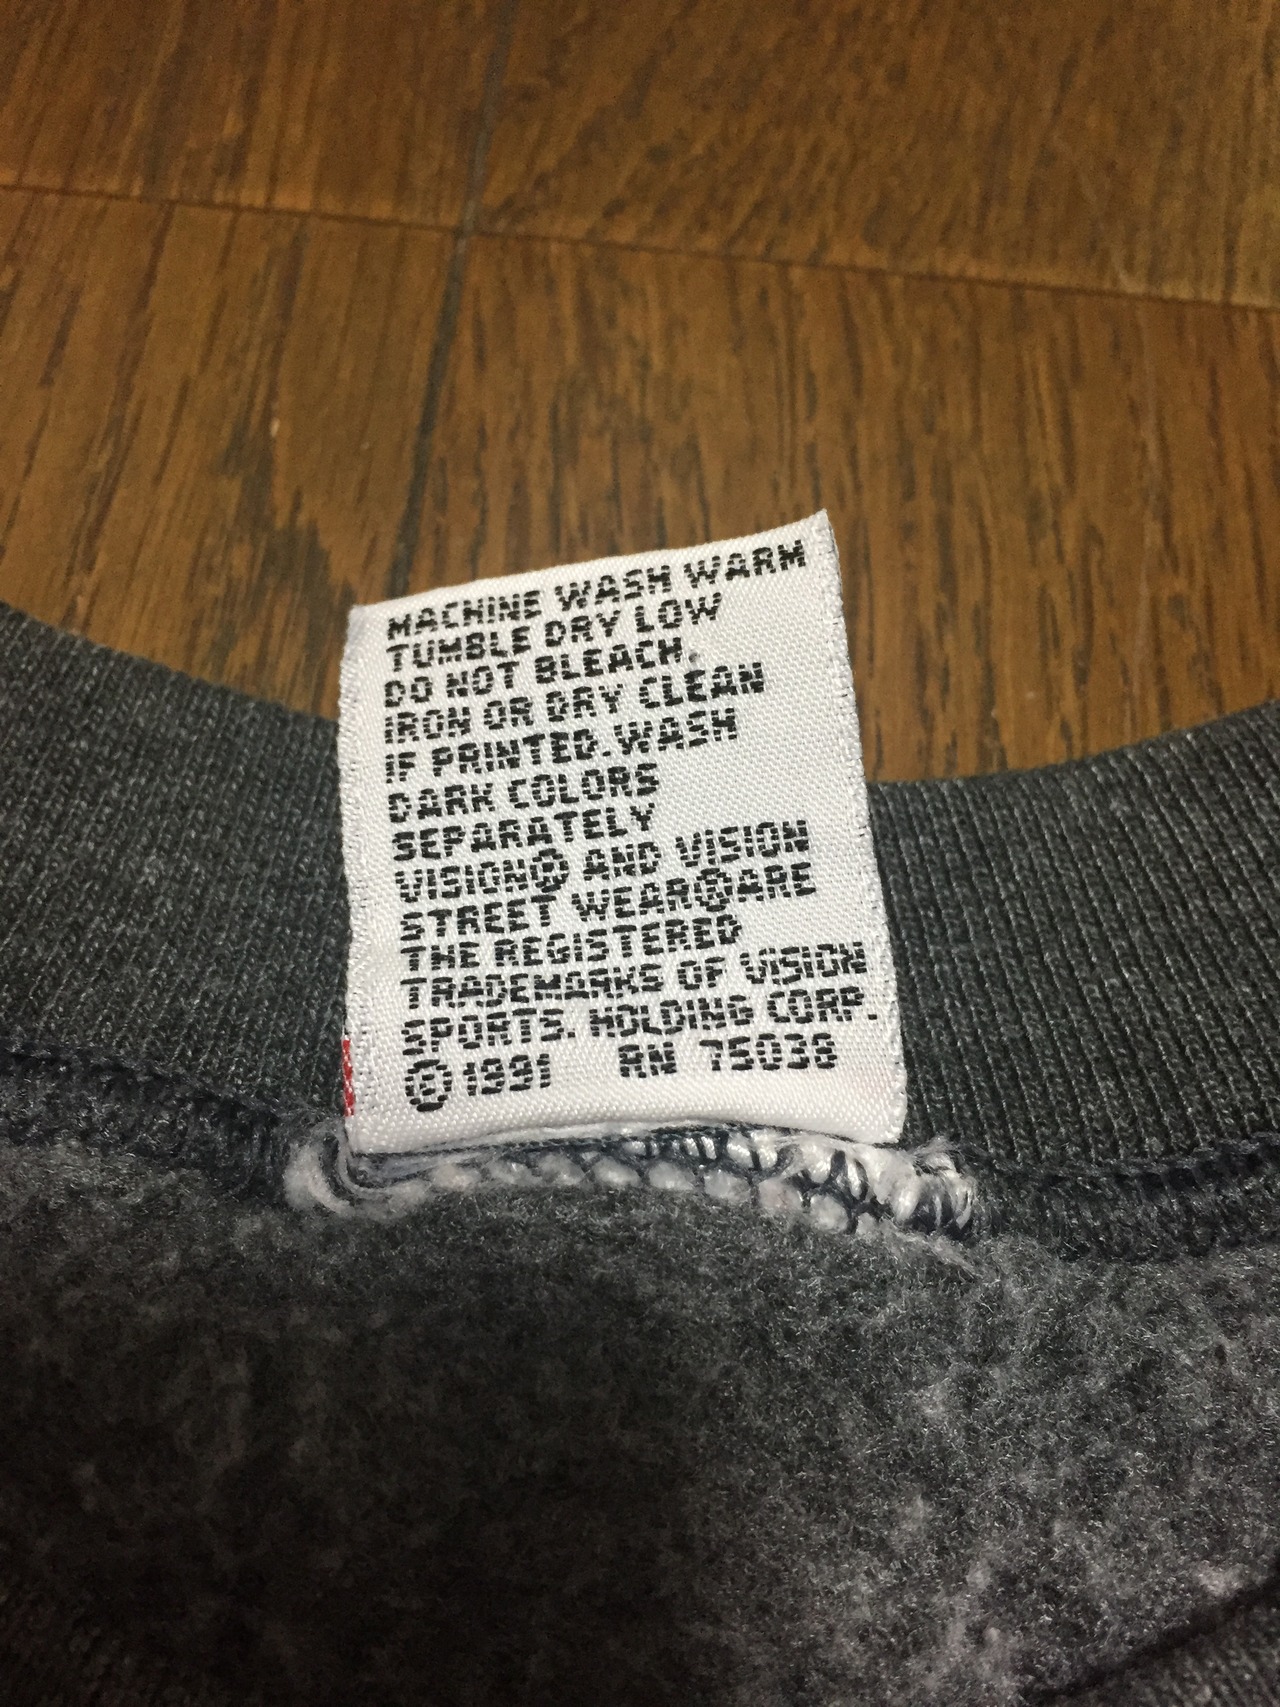 MACHINE WASH WARM
TUMBLE DRY LOW
DO NOT BLEACH.
IRON OR DRY CLEAN
IF PRINTED.WASH
DARK COLORS
SEPARATELY
VISION® AND VISION
STREET WEAR®ARE
THE REGISTERED
TRADEMARKS OF VISION
SPORTS. HOLDING CORP.
©1991 RN 75038